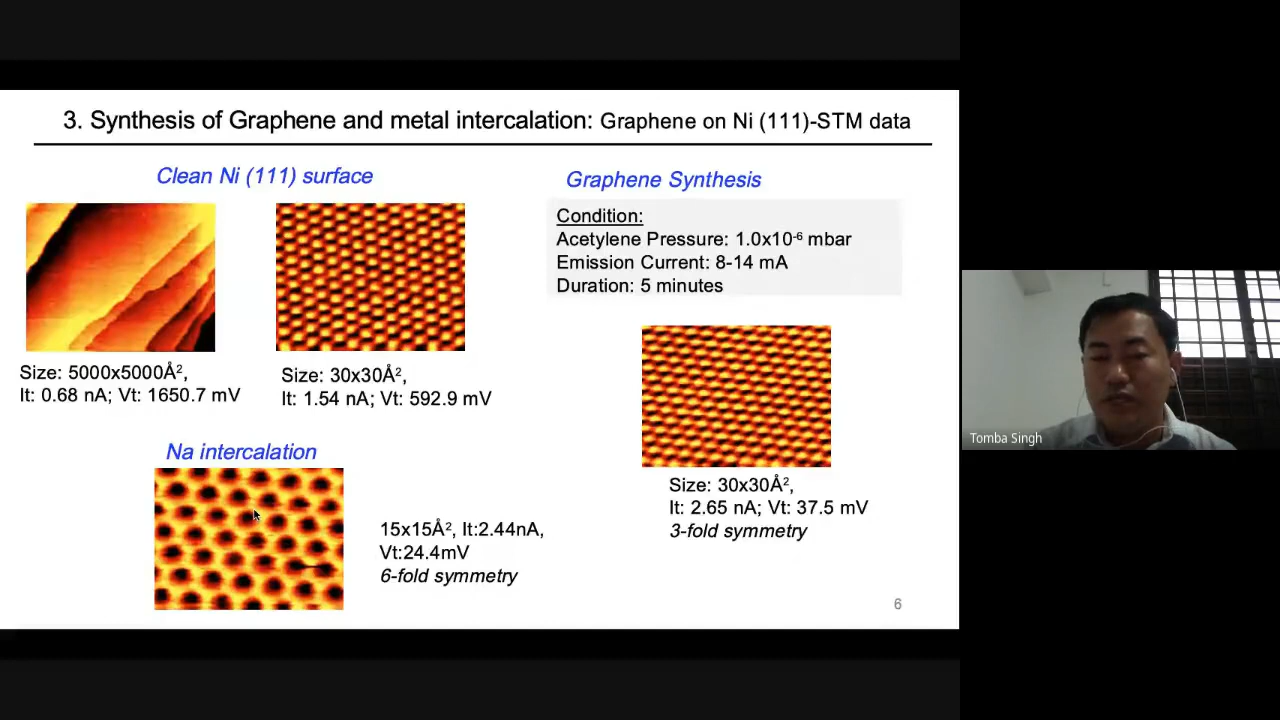 3. Synthesis of Graphene and metal intercalation: Graphene on Ni (111)-STM data
Clean Ni (111) surface
Size: 5000x5000Å²,
It: 0.68 nA; Vt: 1650.7 mV
Size: 30x30Å²,
It: 1.54 nA; Vt: 592.9 mV
Graphene Synthesis
Condition:
Acetylene Pressure: 1.0x10⁻⁶ mbar
Emission Current: 8-14 mA
Duration: 5 minutes
Size: 30x30Å²,
It: 2.65 nA; Vt: 37.5 mV
3-fold symmetry
Na intercalation
15x15Å², It:2.44nA,
Vt:24.4mV
6-fold symmetry
6
Tomba Singh